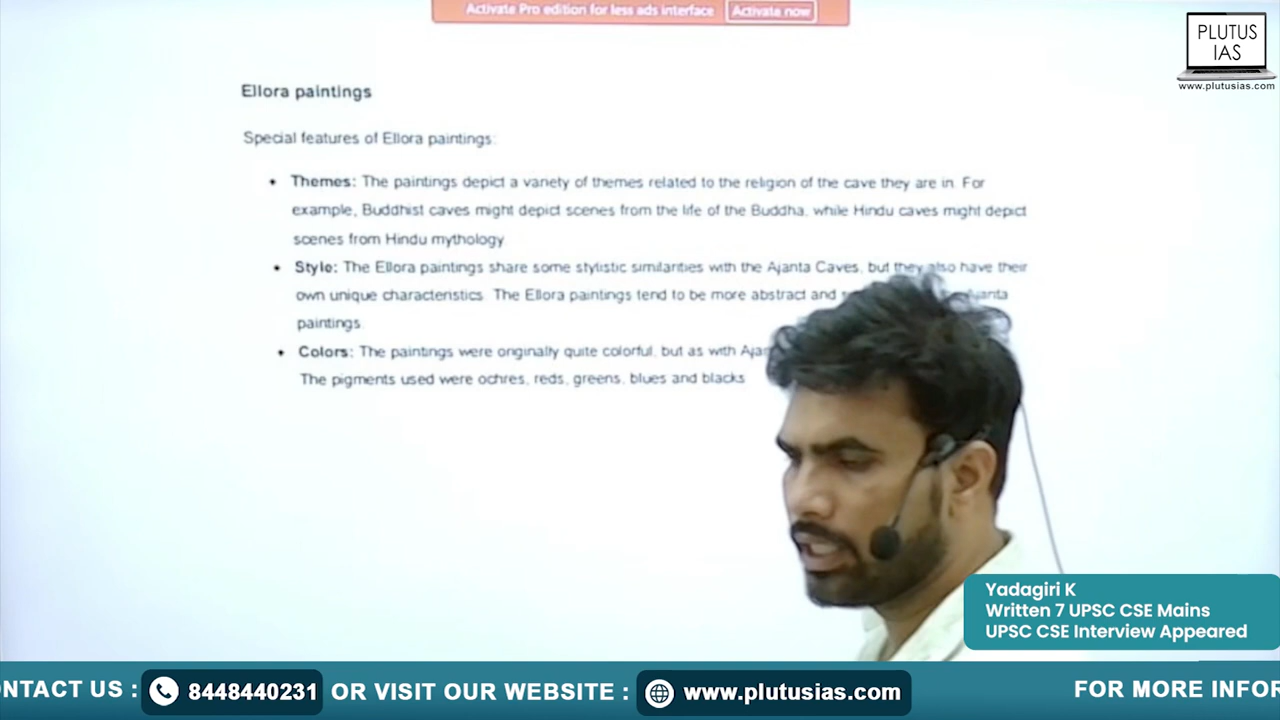 Activate Pro edition for less ads interface Activate now
PLUTUS
IAS
www.plutusias.com
Ellora paintings
Special features of Ellora paintings:
• Themes: The paintings depict a variety of themes related to the religion of the cave they are in. For
example, Buddhist caves might depict scenes from the life of the Buddha, while Hindu caves might depict
scenes from Hindu mythology
• Style: The Ellora paintings share some stylistic similarities with the Ajanta Caves, but they also have their
own unique characteristics. The Ellora paintings tend to be more abstract and Ajanta
paintings.
• Colors: The paintings were originally quite colorful, but as with
The pigments used were ochres, reds, greens, blues and blacks
Yadagiri K
Written 7 UPSC CSE Mains
UPSC CSE Interview Appeared
ONTACT US : 8448440231 OR VISIT OUR WEBSITE : www.plutusias.com FOR MORE INFOR